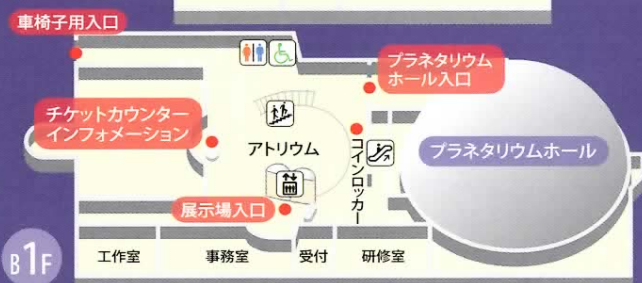 車椅子用入口
プラネタリウム
ホール入口
チケットカウンター
インフォメーション
アトリウム
コインロッカー
プラネタリウムホール
展示場入口
B1F
工作室
事務室
受付
研修室